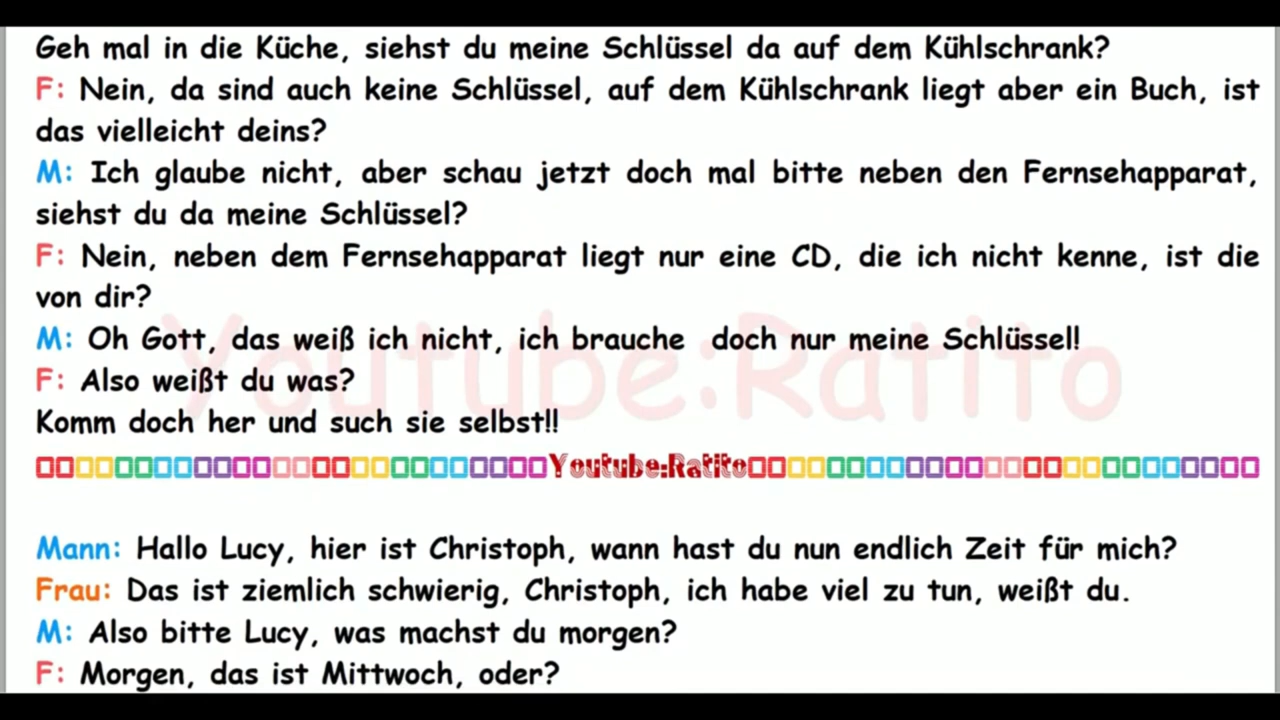 Geh mal in die Küche, siehst du meine Schlüssel da auf dem Kühlschrank?
F: Nein, da sind auch keine Schlüssel, auf dem Kühlschrank liegt aber ein Buch, ist
das vielleicht deins?
M: Ich glaube nicht, aber schau jetzt doch mal bitte neben den Fernsehapparat,
siehst du da meine Schlüssel?
F: Nein, neben dem Fernsehapparat liegt nur eine CD, die ich nicht kenne, ist die
von dir?
M: Oh Gott, das weiß ich nicht, ich brauche doch nur meine Schlüssel!
F: Also weißt du was?
Komm doch her und such sie selbst!!
Youtube:Ratito
Youtube:Ratito
Mann: Hallo Lucy, hier ist Christoph, wann hast du nun endlich Zeit für mich?
Frau: Das ist ziemlich schwierig, Christoph, ich habe viel zu tun, weißt du.
M: Also bitte Lucy, was machst du morgen?
F: Morgen, das ist Mittwoch, oder?